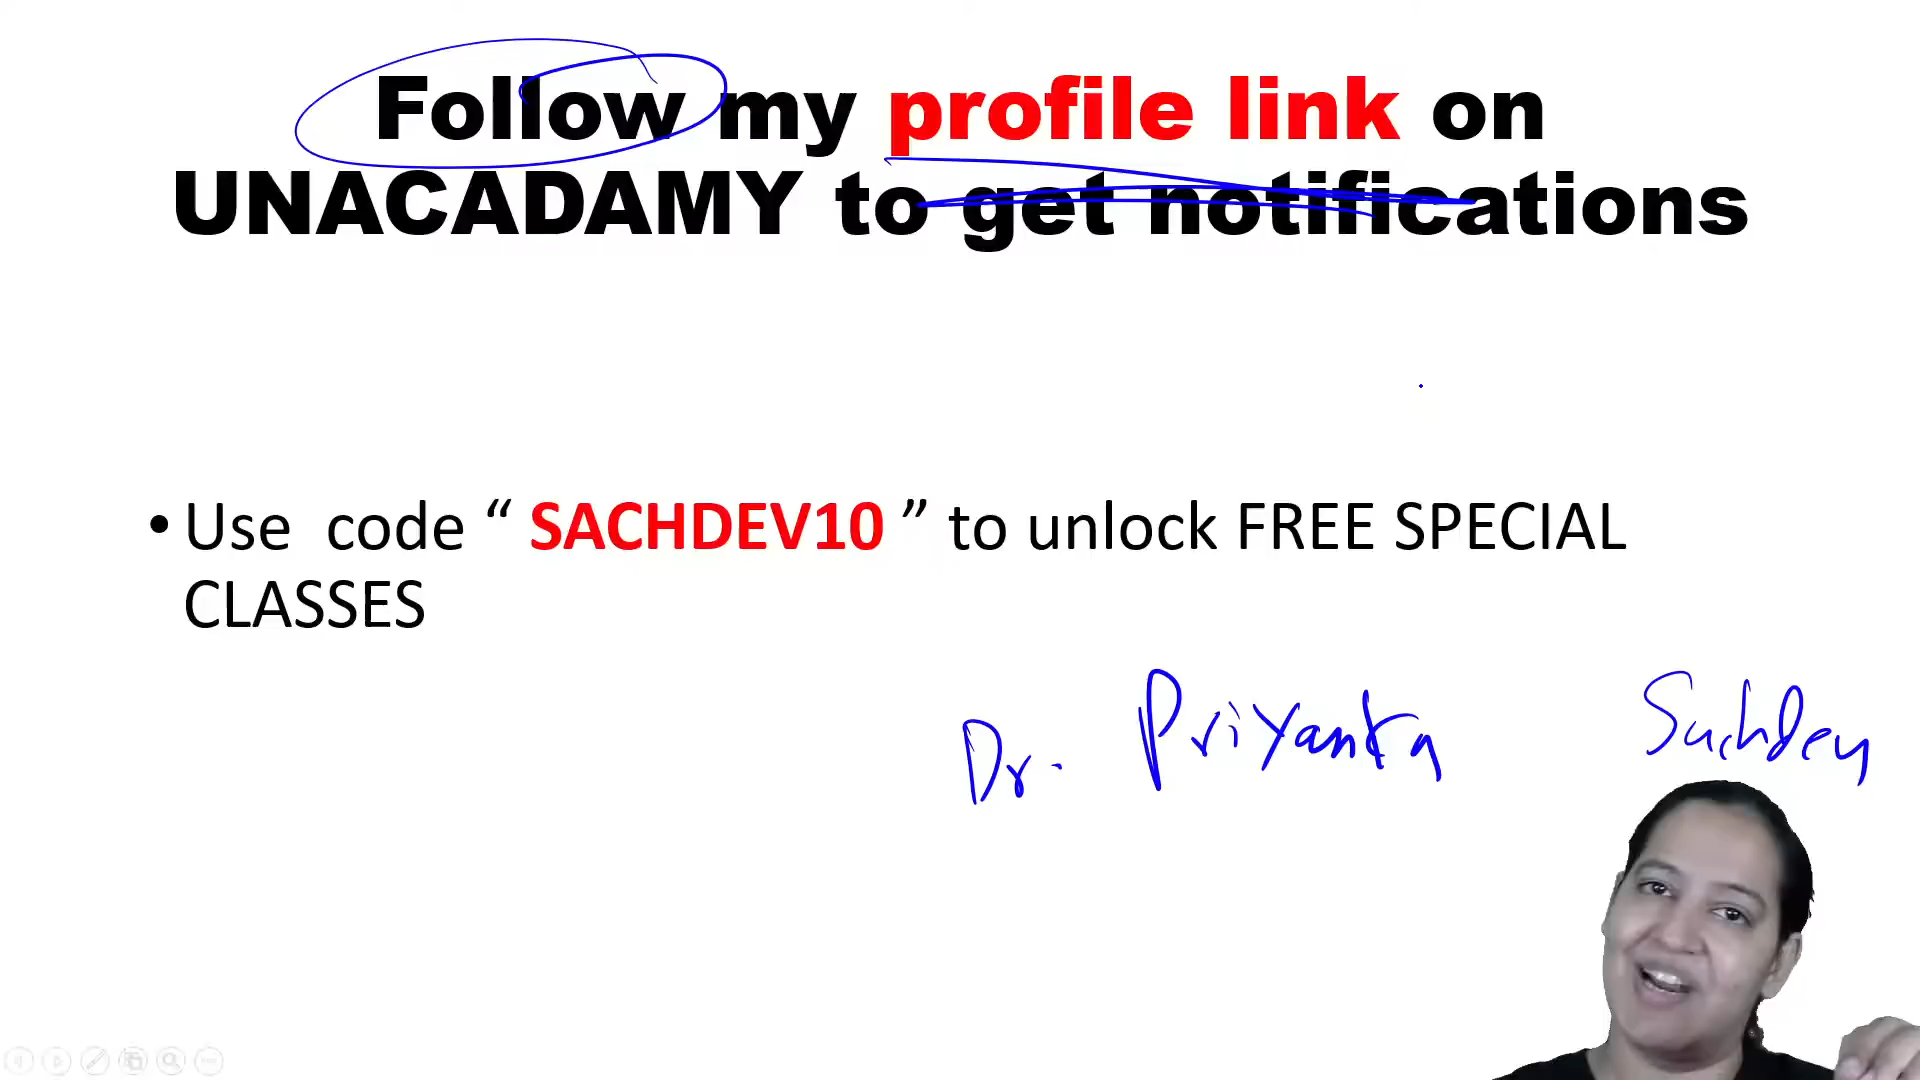 Follow my profile link on
UNACADAMY to get notifications
• Use code “ SACHDEV10 ” to unlock FREE SPECIAL
CLASSES
Dr. Priyanka Sachdev